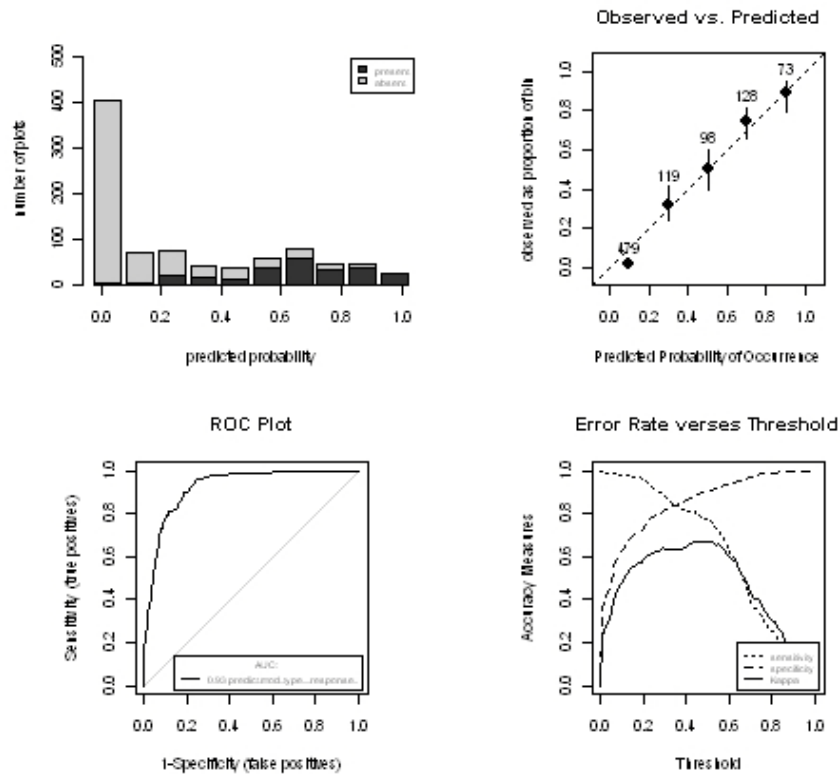 500
400
300
200
100
0
number of plots
present
absent
0.0 0.2 0.4 0.6 0.8 1.0
predicted probability
Observed vs. Predicted
1.0
0.8
0.6
0.4
0.2
0.0
observed as proportion of bin
479
119
98
128
73
0.0 0.2 0.4 0.6 0.8 1.0
Predicted Probability of Occurrence
ROC Plot
1.0
0.8
0.6
0.4
0.2
0.0
Sensitivity (true positives)
AUC:
0.93
0.0 0.2 0.4 0.6 0.8 1.0
1-Specificity (false positives)
Error Rate verses Threshold
1.0
0.8
0.6
0.4
0.2
0.0
Accuracy Measures
sensitivity
specificity
Kappa
0.0 0.2 0.4 0.6 0.8 1.0
Threshold